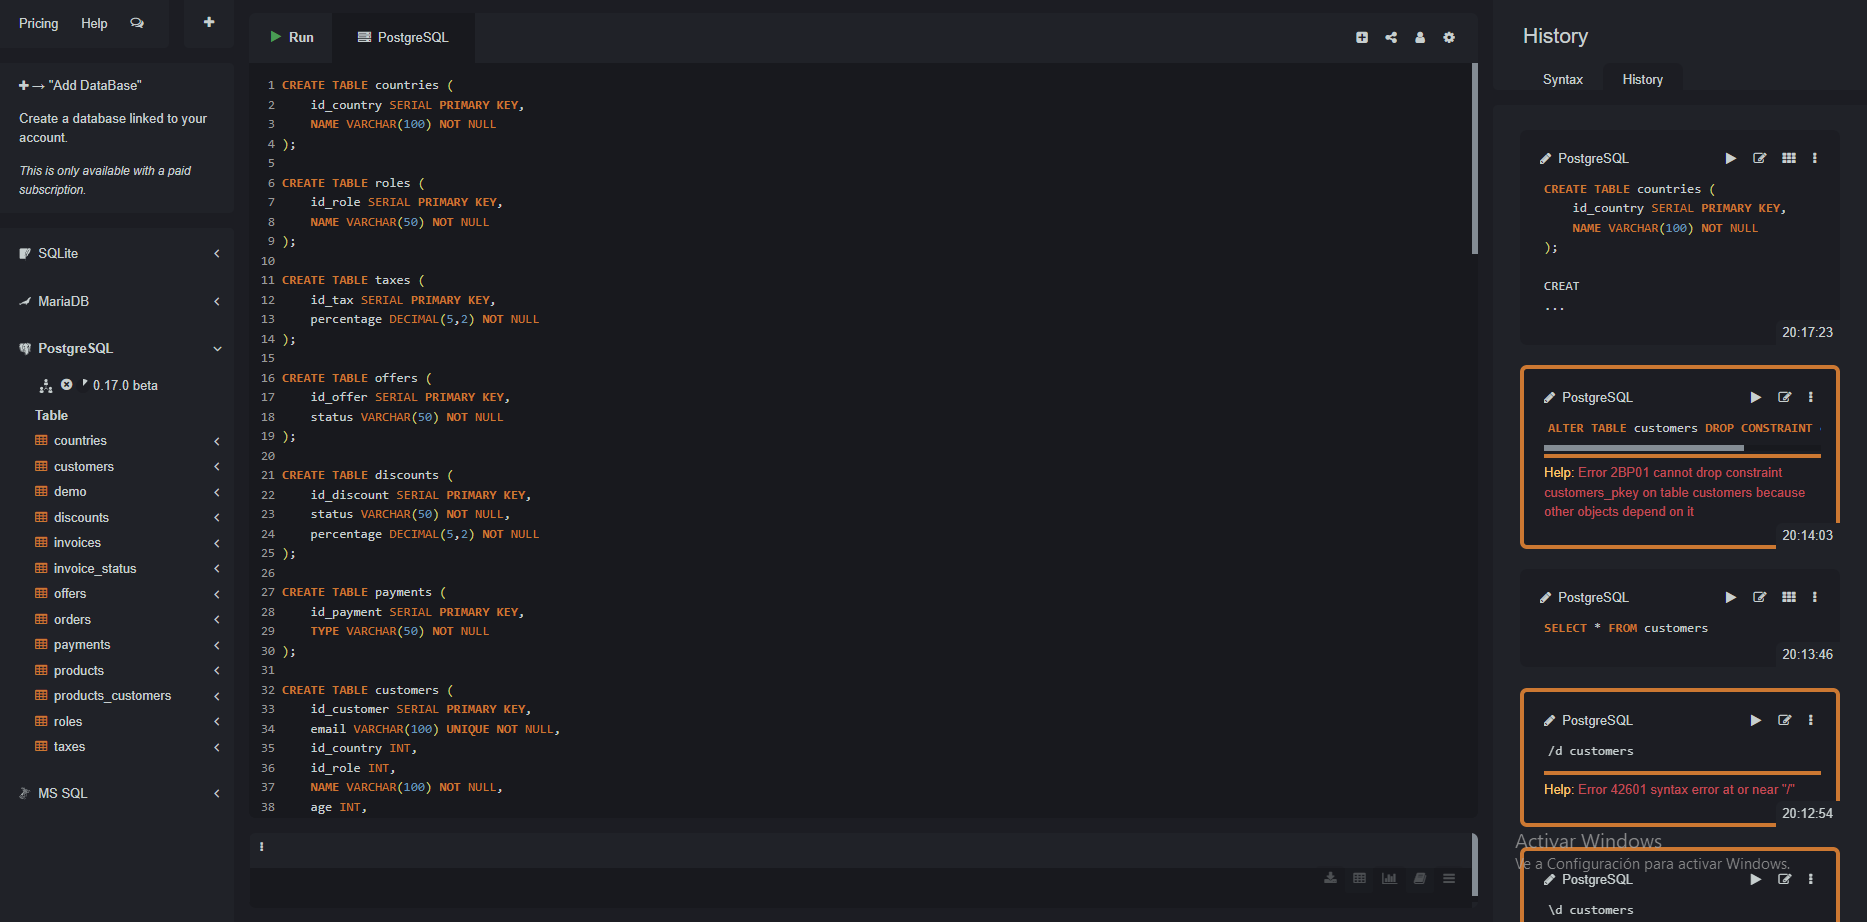 Pricing Help
"Add DataBase"
Create a database linked to your
account.
This is only available with a paid
subscription.
SQLite
MariaDB
PostgreSQL
0.17.0 beta
Table
countries
customers
demo
discounts
invoices
invoice_status
offers
orders
payments
products
products_customers
roles
taxes
MS SQL
Run PostgreSQL
1 CREATE TABLE countries (
2 id_country SERIAL PRIMARY KEY,
3 NAME VARCHAR(100) NOT NULL
4 );
5
6 CREATE TABLE roles (
7 id_role SERIAL PRIMARY KEY,
8 NAME VARCHAR(50) NOT NULL
9 );
10
11 CREATE TABLE taxes (
12 id_tax SERIAL PRIMARY KEY,
13 percentage DECIMAL(5,2) NOT NULL
14 );
15
16 CREATE TABLE offers (
17 id_offer SERIAL PRIMARY KEY,
18 status VARCHAR(50) NOT NULL
19 );
20
21 CREATE TABLE discounts (
22 id_discount SERIAL PRIMARY KEY,
23 status VARCHAR(50) NOT NULL,
24 percentage DECIMAL(5,2) NOT NULL
25 );
26
27 CREATE TABLE payments (
28 id_payment SERIAL PRIMARY KEY,
29 TYPE VARCHAR(50) NOT NULL
30 );
31
32 CREATE TABLE customers (
33 id_customer SERIAL PRIMARY KEY,
34 email VARCHAR(100) UNIQUE NOT NULL,
35 id_country INT,
36 id_role INT,
37 NAME VARCHAR(100) NOT NULL,
38 age INT,
History
Syntax History
PostgreSQL
CREATE TABLE countries (
id_country SERIAL PRIMARY KEY,
NAME VARCHAR(100) NOT NULL
);
CREAT
...
20:17:23
PostgreSQL
ALTER TABLE customers DROP CONSTRAINT
Help: Error 2BP01 cannot drop constraint
customers_pkey on table customers because
other objects depend on it
20:14:03
PostgreSQL
SELECT * FROM customers
20:13:46
PostgreSQL
/d customers
Help: Error 42601 syntax error at or near "/"
20:12:54
Activar Windows
Ve a Configuración para activar Windows.
PostgreSQL
\d customers